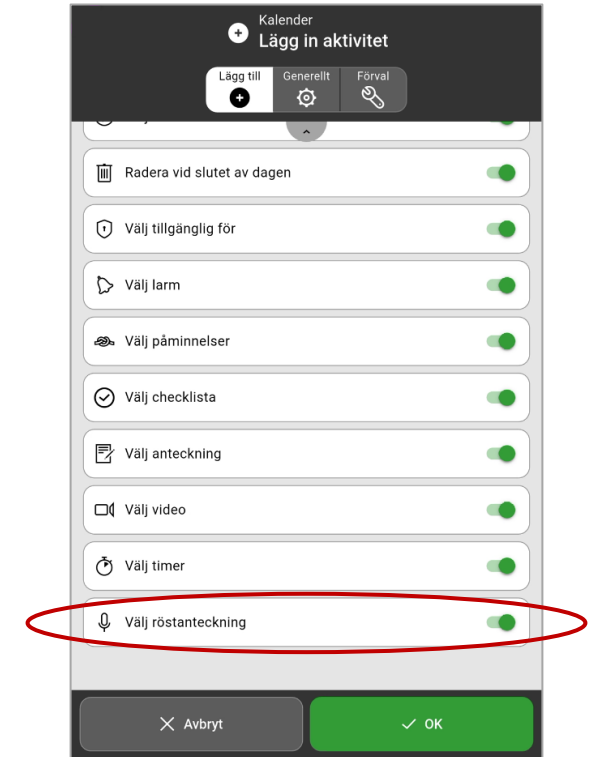 Kalender
Lägg in aktivitet
Lägg till
Generellt
Förval
Radera vid slutet av dagen
Välj tillgänglig för
Välj larm
Välj påminnelser
Välj checklista
Välj anteckning
Välj video
Välj timer
Välj röstanteckning
Avbryt
OK